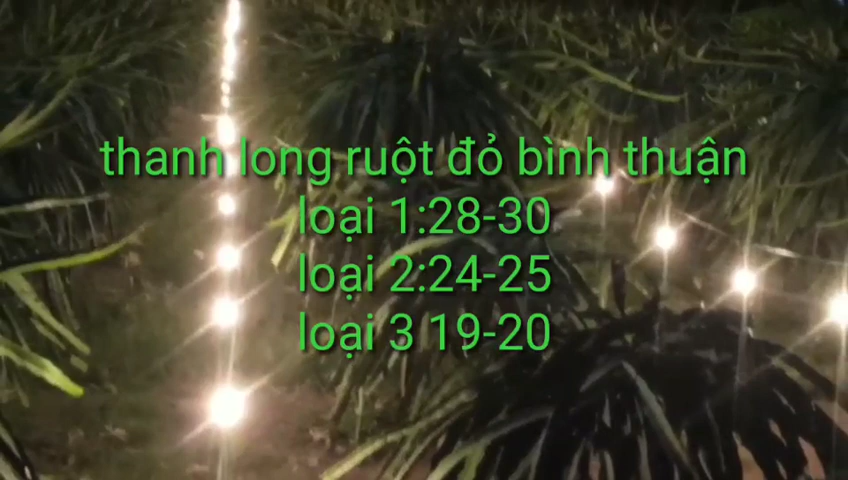 thanh long ruột đỏ bình thuận
loại 1:28-30
loại 2:24-25
loại 3 19-20